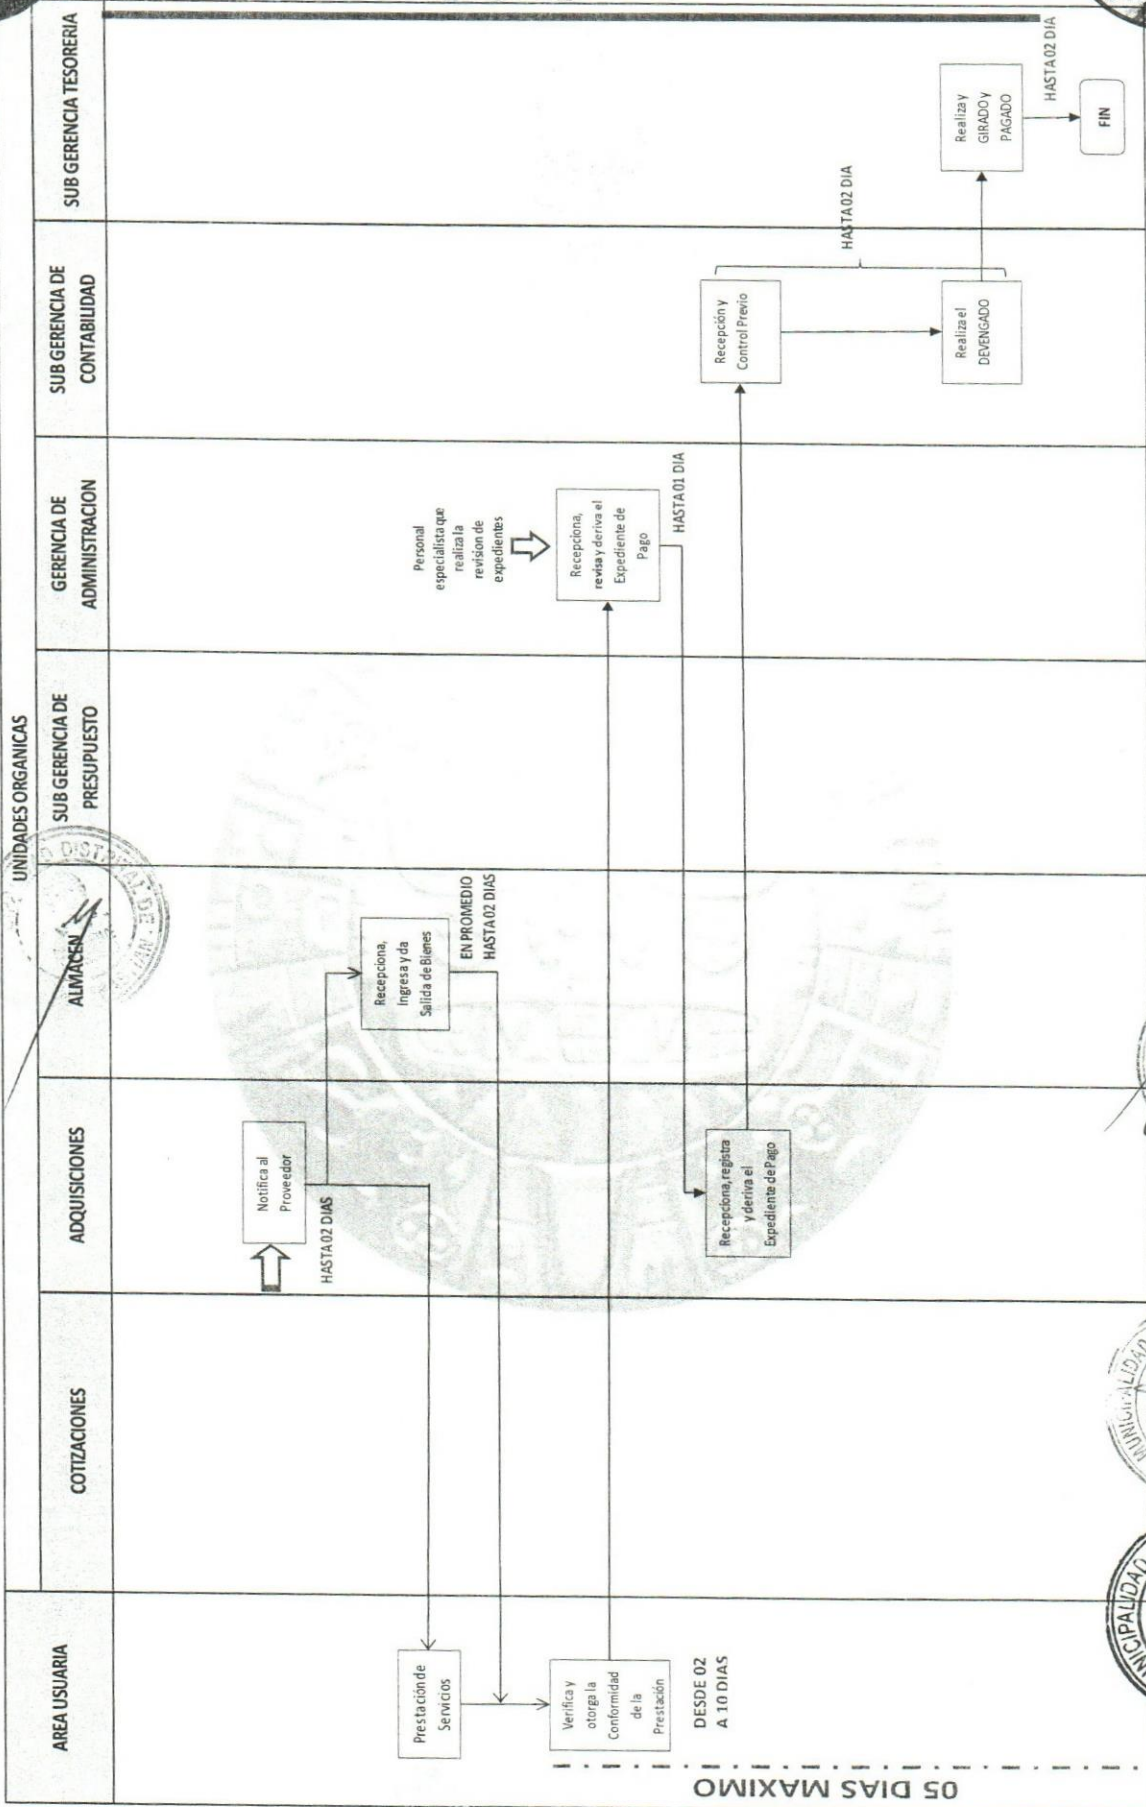 UNIDADES ORGANICAS
AREA USUARIA
COTIZACIONES
ADQUISICIONES
ALMACEN
SUB GERENCIA DE
PRESUPUESTO
GERENCIA DE
ADMINISTRACION
SUB GERENCIA DE
CONTABILIDAD
SUB GERENCIA TESORERIA
Notifica al
Proveedor
HASTA 02 DIAS
Recepciona,
Ingresa y da
Salida de Bienes
EN PROMEDIO
HASTA 02 DIAS
Prestación de
Servicios
Verifica y
otorga la
Conformidad
de la
Prestación
DESDE 02
A 10 DIAS
Personal
especialista que
realiza la
revision de
expedientes
Recepciona,
revisa y deriva el
Expediente de
Pago
HASTA 01 DIA
Recepciona, registra
y deriva el
Expediente de Pago
Recepción y
Control Previo
HASTA 02 DIA
Realiza el
DEVENGADO
Realiza y
GIRADO y
PAGADO
HASTA 02 DIA
FIN
05 DIAS MAXIMO
DISTRITAL DE
MUNICIPALIDAD
NICIPALIDAD